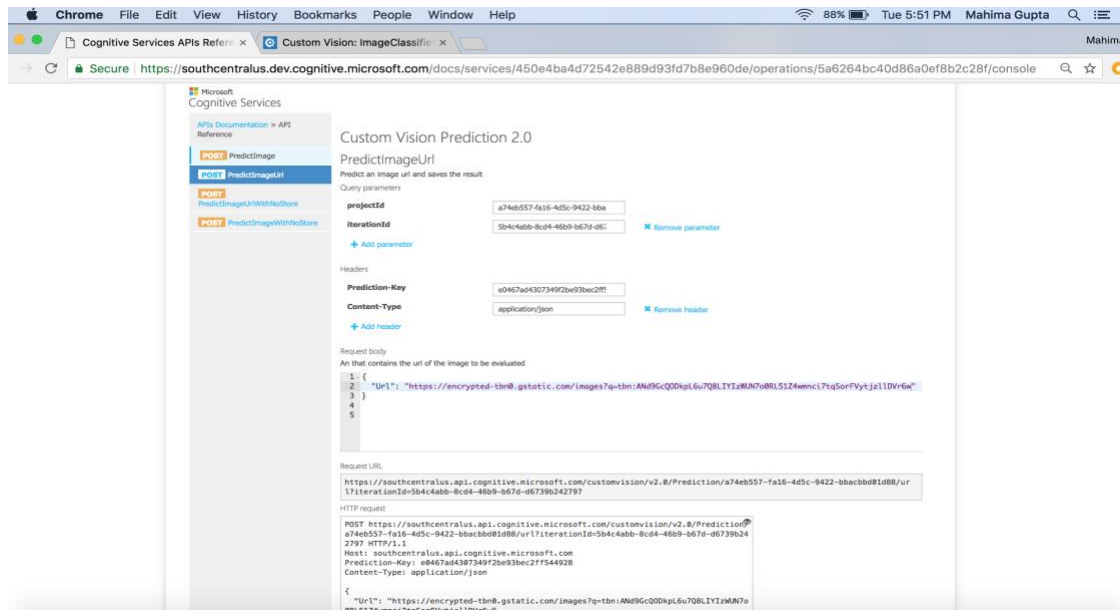 Chrome File Edit View History Bookmarks People Window Help 88% Tue 5:51 PM Mahima Gupta
Cognitive Services APIs Refere × Custom Vision: ImageClassifier × Mahim
Secure https://southcentralus.dev.cognitive.microsoft.com/docs/services/450e4ba4d72542e889d93fd7b8e960de/operations/5a6264bc40d86a0ef8b2c28f/console
Microsoft
Cognitive Services
APIs Documentation > API
Reference
POST PredictImage
POST PredictImageUrl
POST
PredictImageUrlWithNoStore
POST PredictImageWithNoStore
Custom Vision Prediction 2.0
PredictImageUrl
Predict an image url and saves the result
Query parameters
projectId a74eb557-fa16-4d5c-9422-bba
iterationId 5b4c4abb-8cd4-46b9-b67d-d67 × Remove parameter
+ Add parameter
Headers
Prediction-Key e0467ad4307349f2be93bec2ff5
Content-Type application/json × Remove header
+ Add header
Request body
An that contains the url of the image to be evaluated
1 {
2 "Url": "https://encrypted-tbn0.gstatic.com/images?q=tbn:ANd9GcQODkpL6u7Q8LIYIzWUN7o0RL51Z4wmnci7tqSorFVytjzllDVr6w"
3 }
4
5
Request URL
https://southcentralus.api.cognitive.microsoft.com/customvision/v2.0/Prediction/a74eb557-fa16-4d5c-9422-bbacbbd01d88/ur
l?iterationId=5b4c4abb-8cd4-46b9-b67d-d6739b242797
HTTP request
POST https://southcentralus.api.cognitive.microsoft.com/customvision/v2.0/Prediction/
a74eb557-fa16-4d5c-9422-bbacbbd01d88/url?iterationId=5b4c4abb-8cd4-46b9-b67d-d6739b24
2797 HTTP/1.1
Host: southcentralus.api.cognitive.microsoft.com
Prediction-Key: e0467ad4307349f2be93bec2ff544928
Content-Type: application/json
{
"Url": "https://encrypted-tbn0.gstatic.com/images?q=tbn:ANd9GcQODkpL6u7Q8LIYIzWUN7o